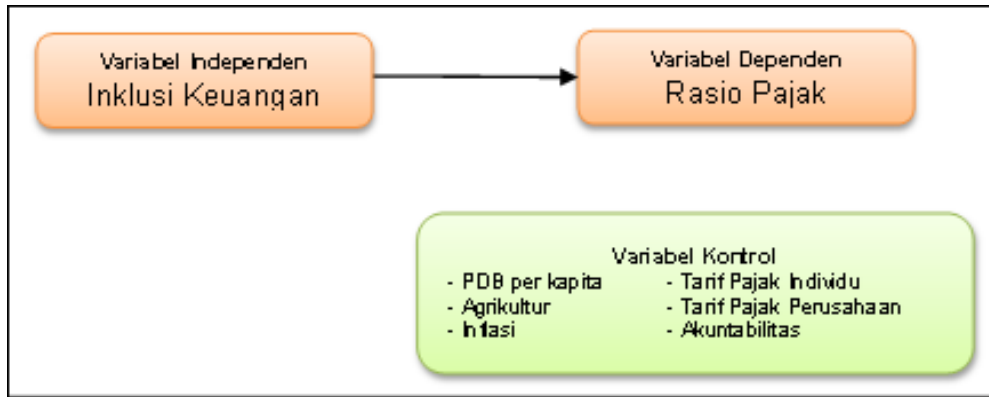 Variabel Independen
Inklusi Keuangan
Variabel Dependen
Rasio Pajak
Variabel Kontrol
- PDB per kapita
- Agrikultur
- Inflasi
- Tarif Pajak Individu
- Tarif Pajak Perusahaan
- Akuntabilitas